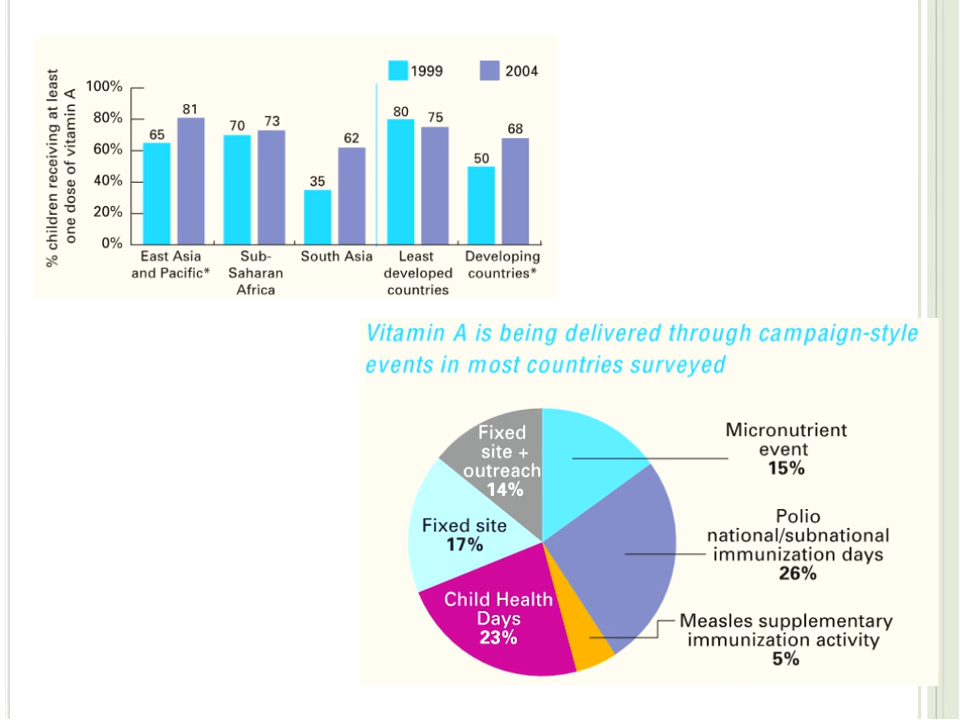 % children receiving at least
one dose of vitamin A
1999 2004
100%
80%
60%
40%
20%
0%
65 81 70 73 35 62 80 75 50 68
East Asia
and Pacific*
Sub-
Saharan
Africa
South Asia
Least
developed
countries
Developing
countries*
Vitamin A is being delivered through campaign-style
events in most countries surveyed
Fixed
site +
outreach
14%
Micronutrient
event
15%
Fixed site
17%
Polio
national/subnational
immunization days
26%
Child Health
Days
23%
Measles supplementary
immunization activity
5%